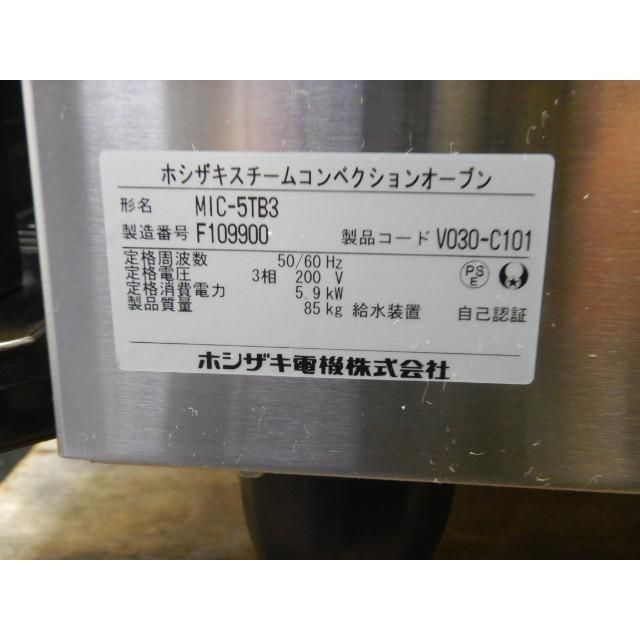 ホシザキスチームコンベクションオーブン
形名 MIC-5TB3
製造番号 F109900 製品コード V030-C101
定格周波数 50/60 Hz
定格電圧 3相 200 V
定格消費電力 5.9 kW
製品質量 85 kg 給水装置 自己認証
PSE
ホシザキ電機株式会社